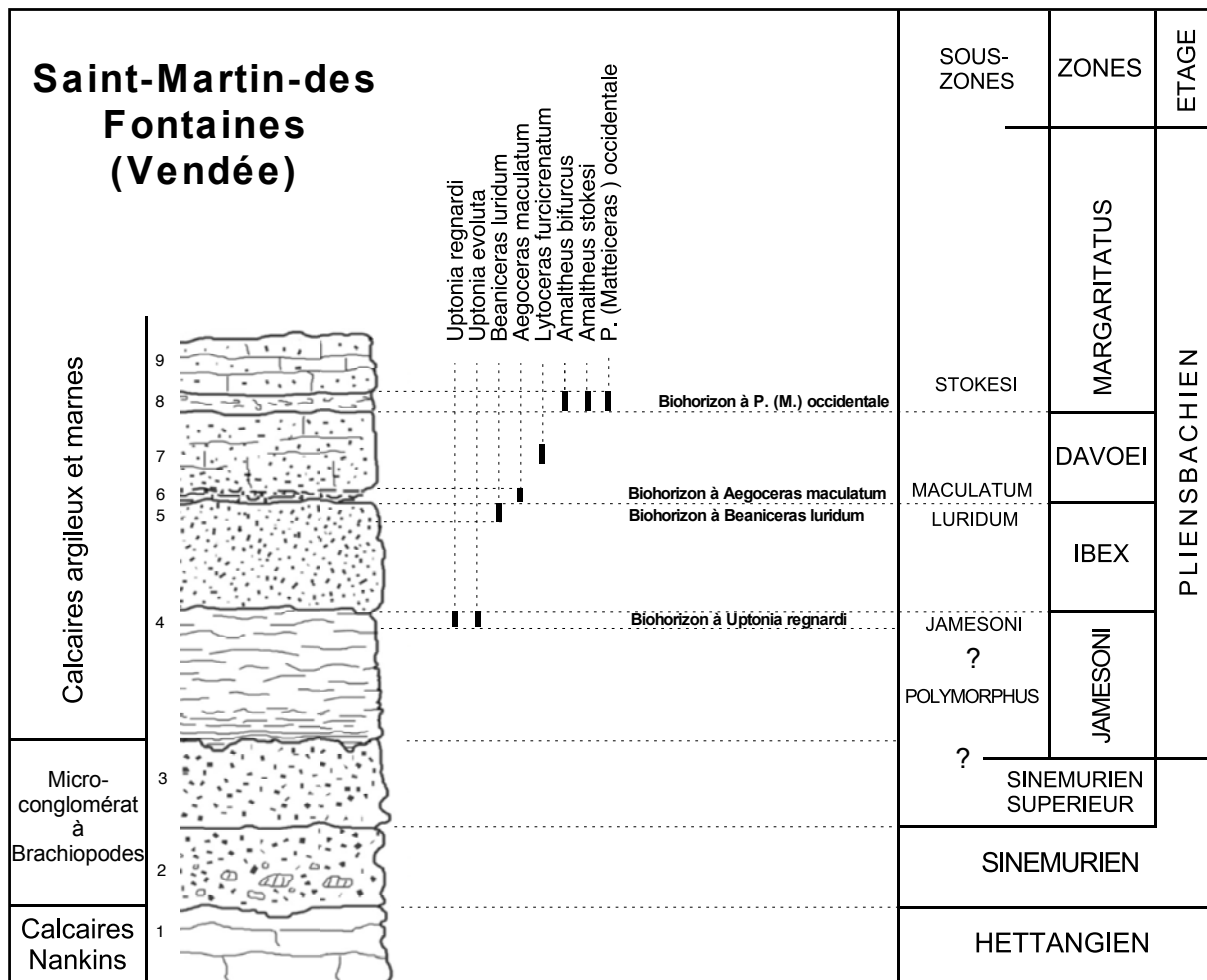 Saint-Martin-des
Fontaines
(Vendée)
SOUS-
ZONES
ZONES
ETAGE
Uptonia regnardi
Uptonia evoluta
Beaniceras luridum
Aegoceras maculatum
Lytoceras furcicrenatum
Amaltheus bifurcus
Amaltheus stokesi
P. (Matteiceras ) occidentale
Calcaires argileux et marnes
9
8
7
6
5
4
Biohorizon à P. (M.) occidentale
Biohorizon à Aegoceras maculatum
Biohorizon à Beaniceras luridum
Biohorizon à Uptonia regnardi
STOKESI
MACULATUM
LURIDUM
JAMESONI
?
POLYMORPHUS
?
MARGARITATUS
DAVOEI
IBEX
JAMESONI
PLIENSBACHIEN
Micro-
conglomérat
à
Brachiopodes
3
2
SINEMURIEN
SUPERIEUR
SINEMURIEN
Calcaires
Nankins
1
HETTANGIEN